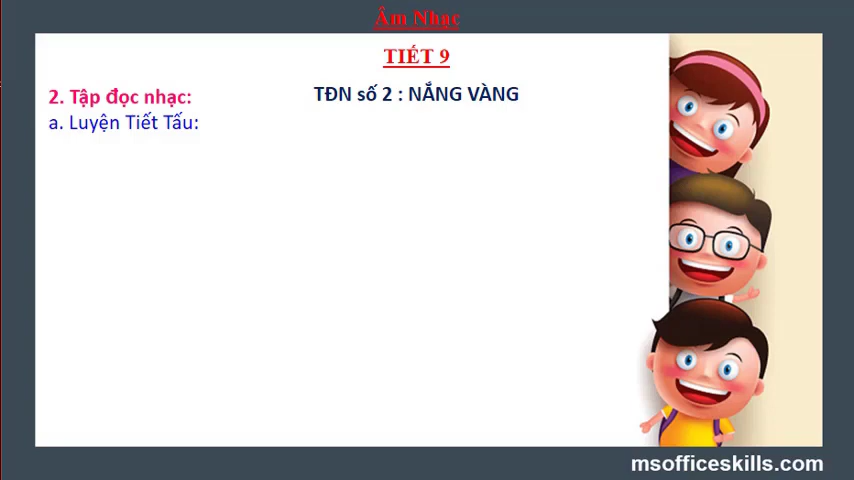 Âm Nhạc
TIẾT 9
2. Tập đọc nhạc: TĐN số 2 : NẮNG VÀNG
a. Luyện Tiết Tấu:
msofficeskills.com